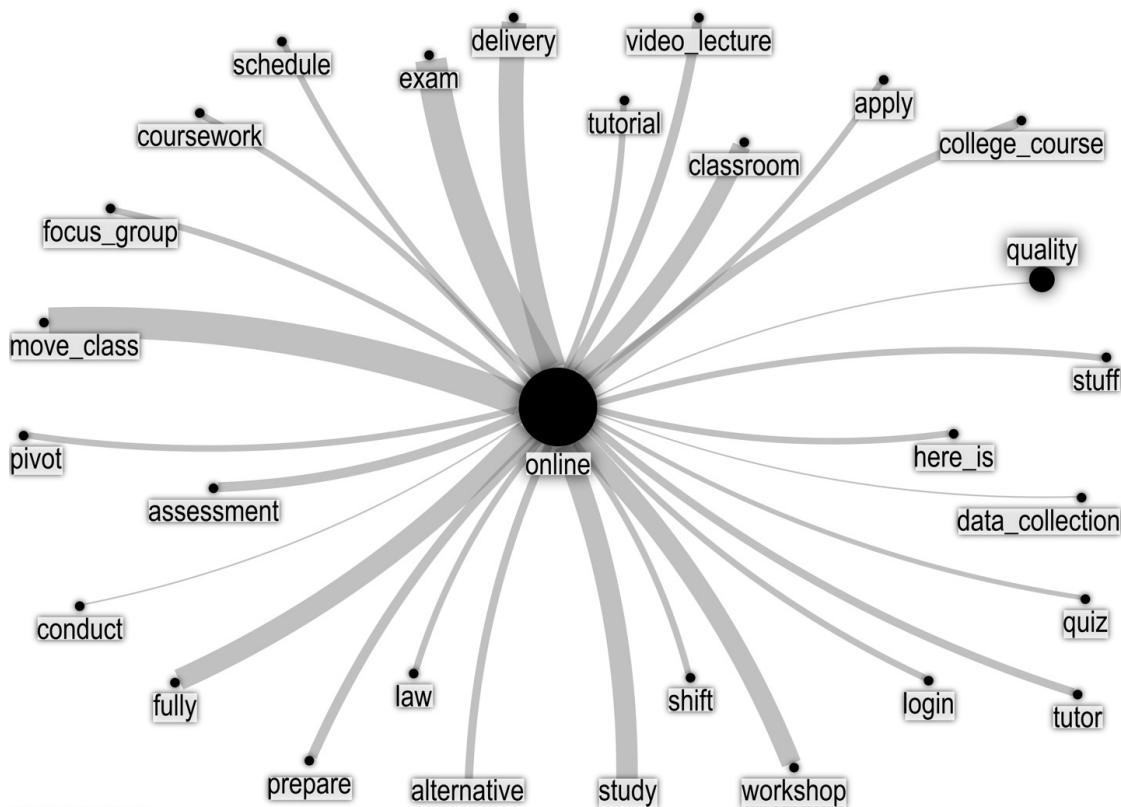 delivery
video_lecture
schedule
exam
apply
tutorial
coursework
college_course
classroom
focus_group
quality
move_class
stuff
pivot
online
here_is
assessment
data_collection
conduct
quiz
fully
law
shift
login
tutor
prepare
alternative
study
workshop